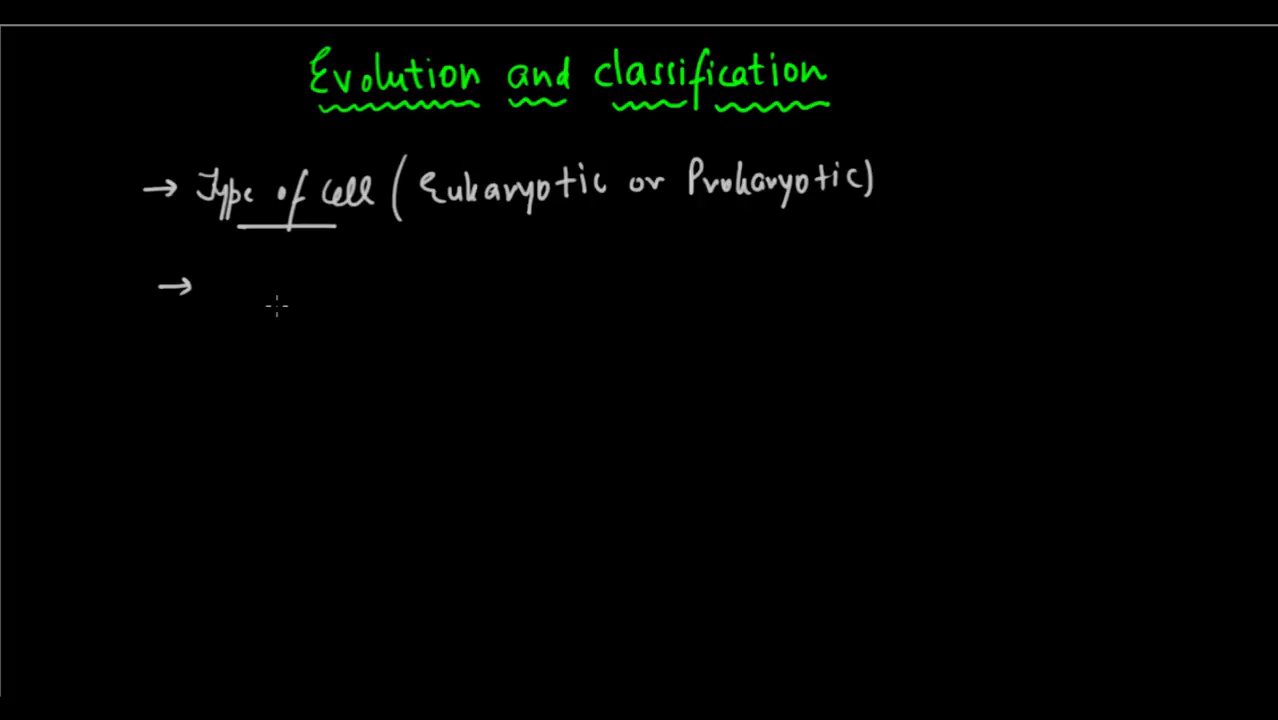 Evolution and classification
→ Type of Cell ( Eukaryotic or Prokaryotic)
→